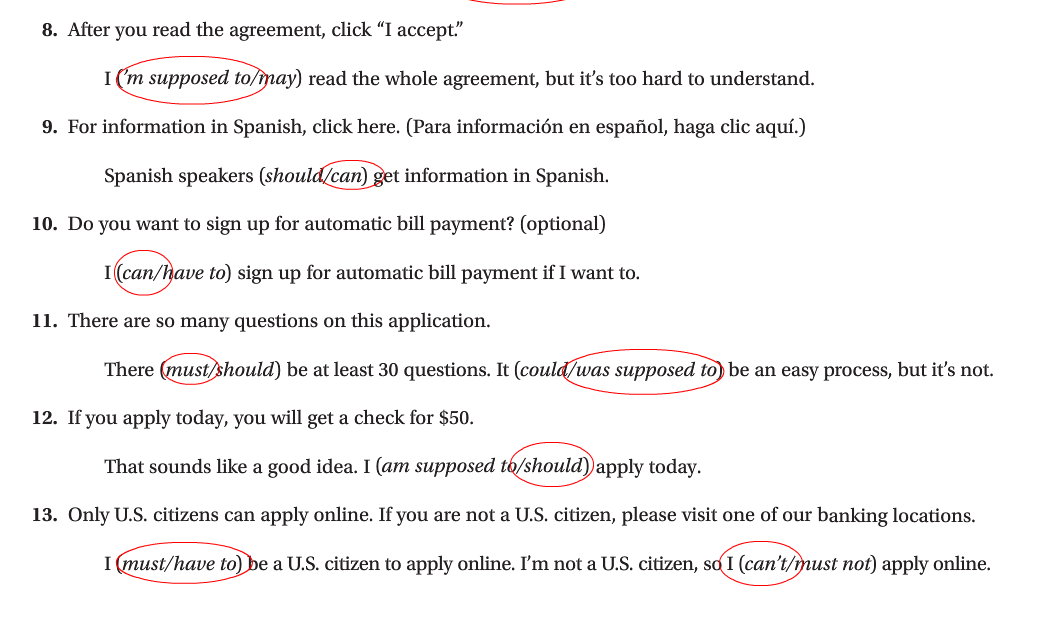 8. After you read the agreement, click “I accept.”
I (’m supposed to/may) read the whole agreement, but it’s too hard to understand.
9. For information in Spanish, click here. (Para información en español, haga clic aquí.)
Spanish speakers (should/can) get information in Spanish.
10. Do you want to sign up for automatic bill payment? (optional)
I (can/have to) sign up for automatic bill payment if I want to.
11. There are so many questions on this application.
There (must/should) be at least 30 questions. It (could/was supposed to) be an easy process, but it’s not.
12. If you apply today, you will get a check for $50.
That sounds like a good idea. I (am supposed to/should) apply today.
13. Only U.S. citizens can apply online. If you are not a U.S. citizen, please visit one of our banking locations.
I (must/have to) be a U.S. citizen to apply online. I’m not a U.S. citizen, so I (can’t/must not) apply online.